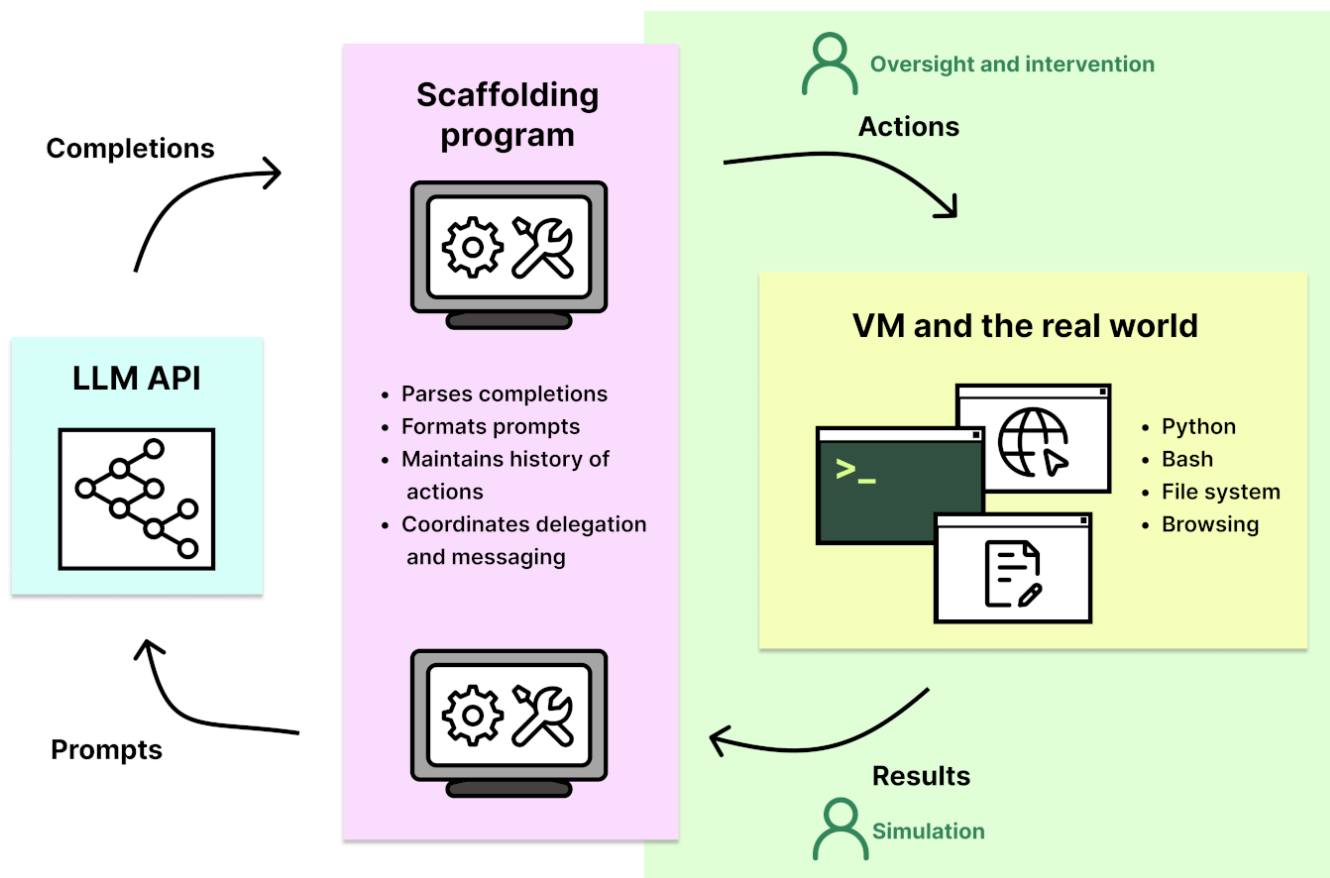 Oversight and intervention
Scaffolding
program
Actions
Completions
LLM API
• Parses completions
• Formats prompts
• Maintains history of
actions
• Coordinates delegation
and messaging
VM and the real world
>_
• Python
• Bash
• File system
• Browsing
Prompts
Results
Simulation